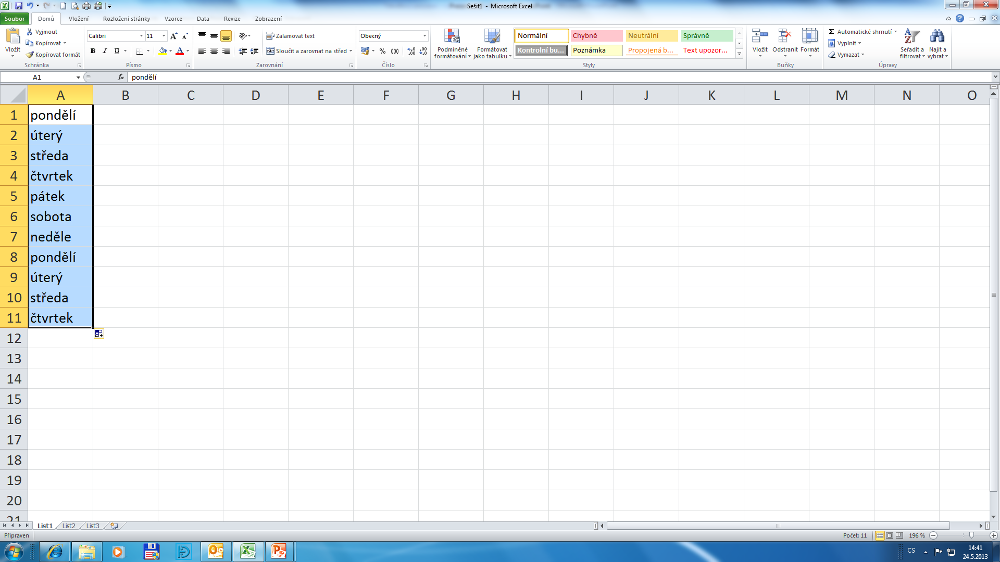 Sešit1 - Microsoft Excel
Soubor Domů Vložení Rozložení stránky Vzorce Data Revize Zobrazení
Vložit
Vyjmout
Kopírovat
Kopírovat formát
Schránka
Calibri 11
B I U A
Písmo
Zalamovat text
Sloučit a zarovnat na střed
Zarovnání
Obecný
% 000
Číslo
Podmíněné formátování
Formátovat jako tabulku
Normální Chybně Neutrální Správně
Kontrolní bu... Poznámka Propojená b... Text upozor...
Styly
Vložit Odstranit Formát
Buňky
Σ Automatické shrnutí
Vyplnit
Vymazat
Seřadit a filtrovat
Najít a vybrat
Úpravy
A1 fx pondělí
A B C D E F G H I J K L M N O
1 pondělí
2 úterý
3 středa
4 čtvrtek
5 pátek
6 sobota
7 neděle
8 pondělí
9 úterý
10 středa
11 čtvrtek
12
13
14
15
16
17
18
19
20
21
List1 List2 List3
Připraven Počet: 11 196 %
CS 14:41
24.5.2013